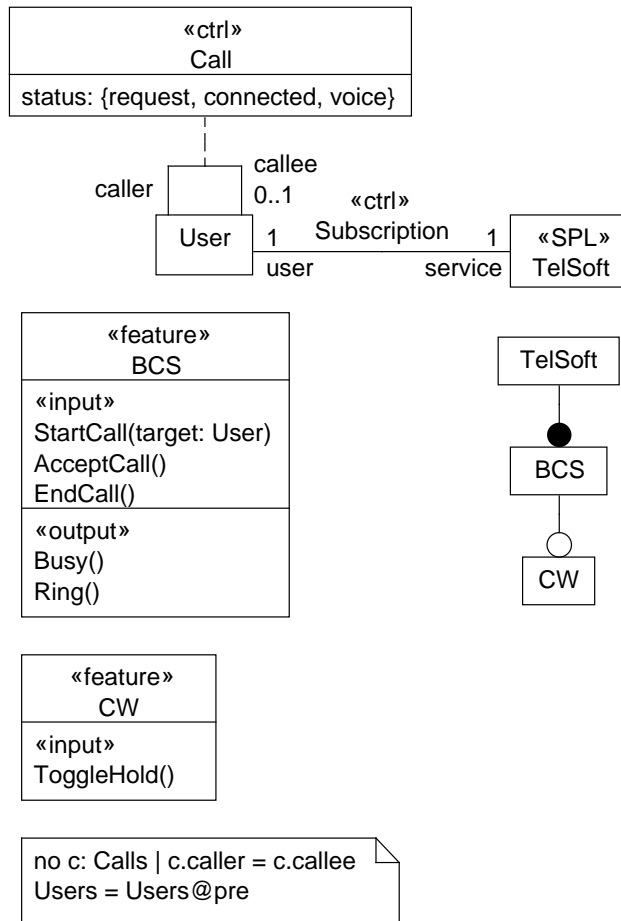 «ctrl»
Call
status: {request, connected, voice}
caller
callee
0..1
User
1
user
«ctrl»
Subscription
1
service
«SPL»
TelSoft
«feature»
BCS
«input»
StartCall(target: User)
AcceptCall()
EndCall()
«output»
Busy()
Ring()
TelSoft
BCS
CW
«feature»
CW
«input»
ToggleHold()
no c: Calls | c.caller = c.callee
Users = Users@pre